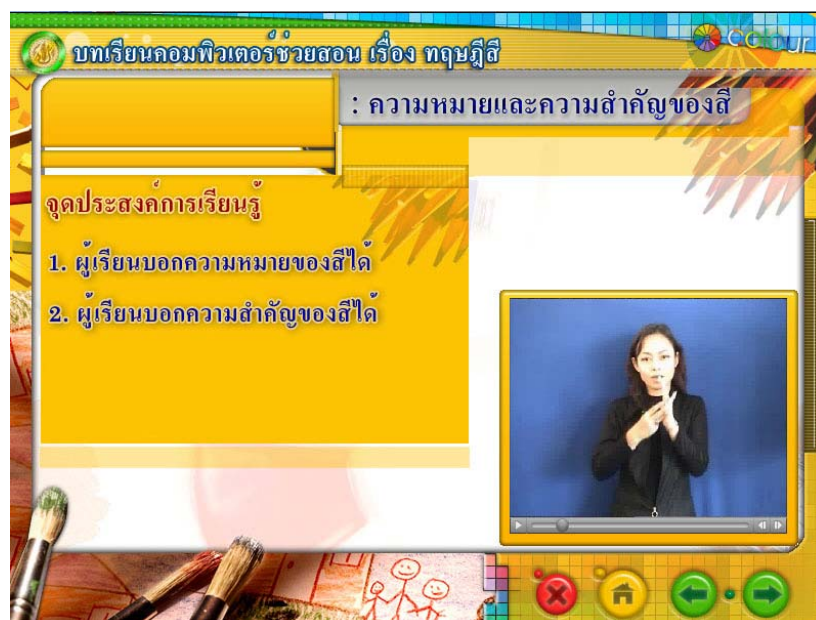 บทเรียนคอมพิวเตอร์ช่วยสอน เรื่อง ทฤษฎีสี
Colour
: ความหมายและความสำคัญของสี
จุดประสงค์การเรียนรู้
1. ผู้เรียนบอกความหมายของสีได้
2. ผู้เรียนบอกความสำคัญของสีได้